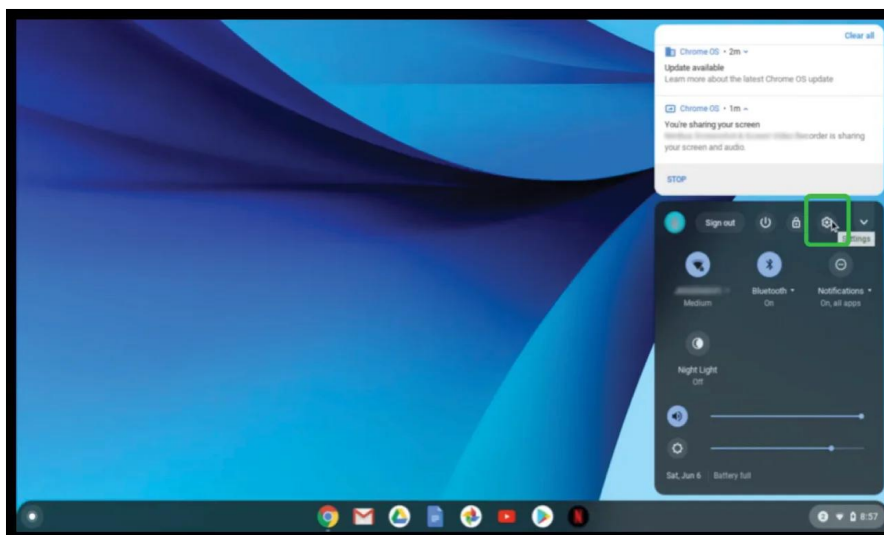 Clear all
Chrome OS • 2m
Update available
Learn more about the latest Chrome OS update
Chrome OS • 1m
You're sharing your screen
order is sharing
your screen and audio.
STOP
Sign out
Settings
Bluetooth
Notifications
Medium
On
On, all apps
Night Light
Off
Sat, Jun 6
Battery full
2
8:57